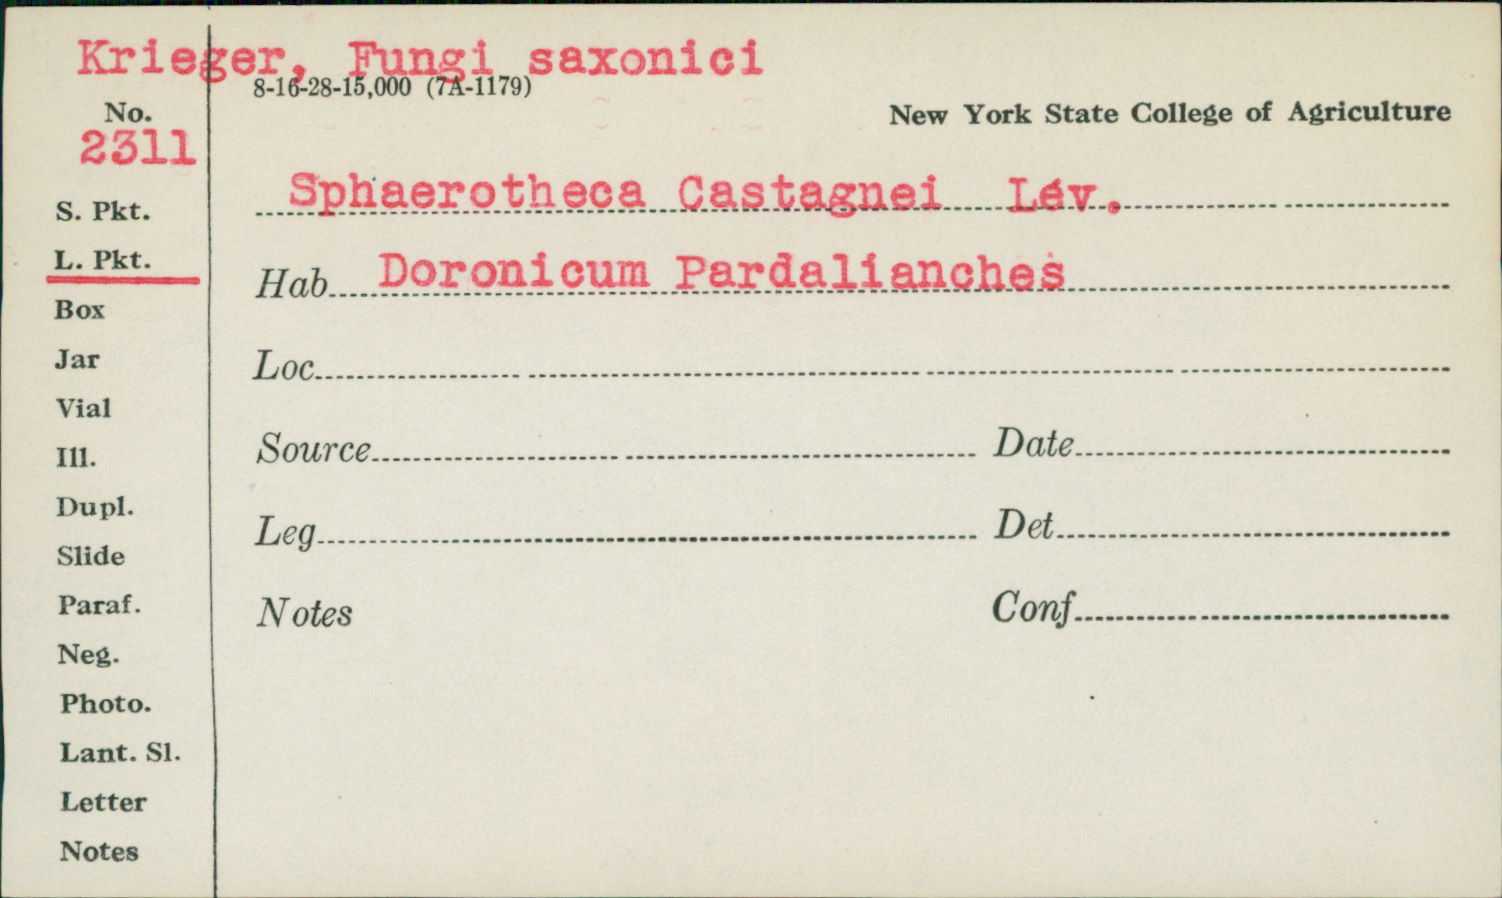 Krieger, Fungi saxonici
8-16-28-15,000 (7A-1179)
No.
New York State College of Agriculture
2311
Sphaerotheca Castagnei Lév.
S. Pkt.
L. Pkt.
Hab. Doronicum Pardalianches
Box
Jar
Loc.
Vial
Ill.
Source
Date
Dupl.
Slide
Leg.
Det.
Paraf.
Notes
Conf.
Neg.
Photo.
Lant. Sl.
Letter
Notes